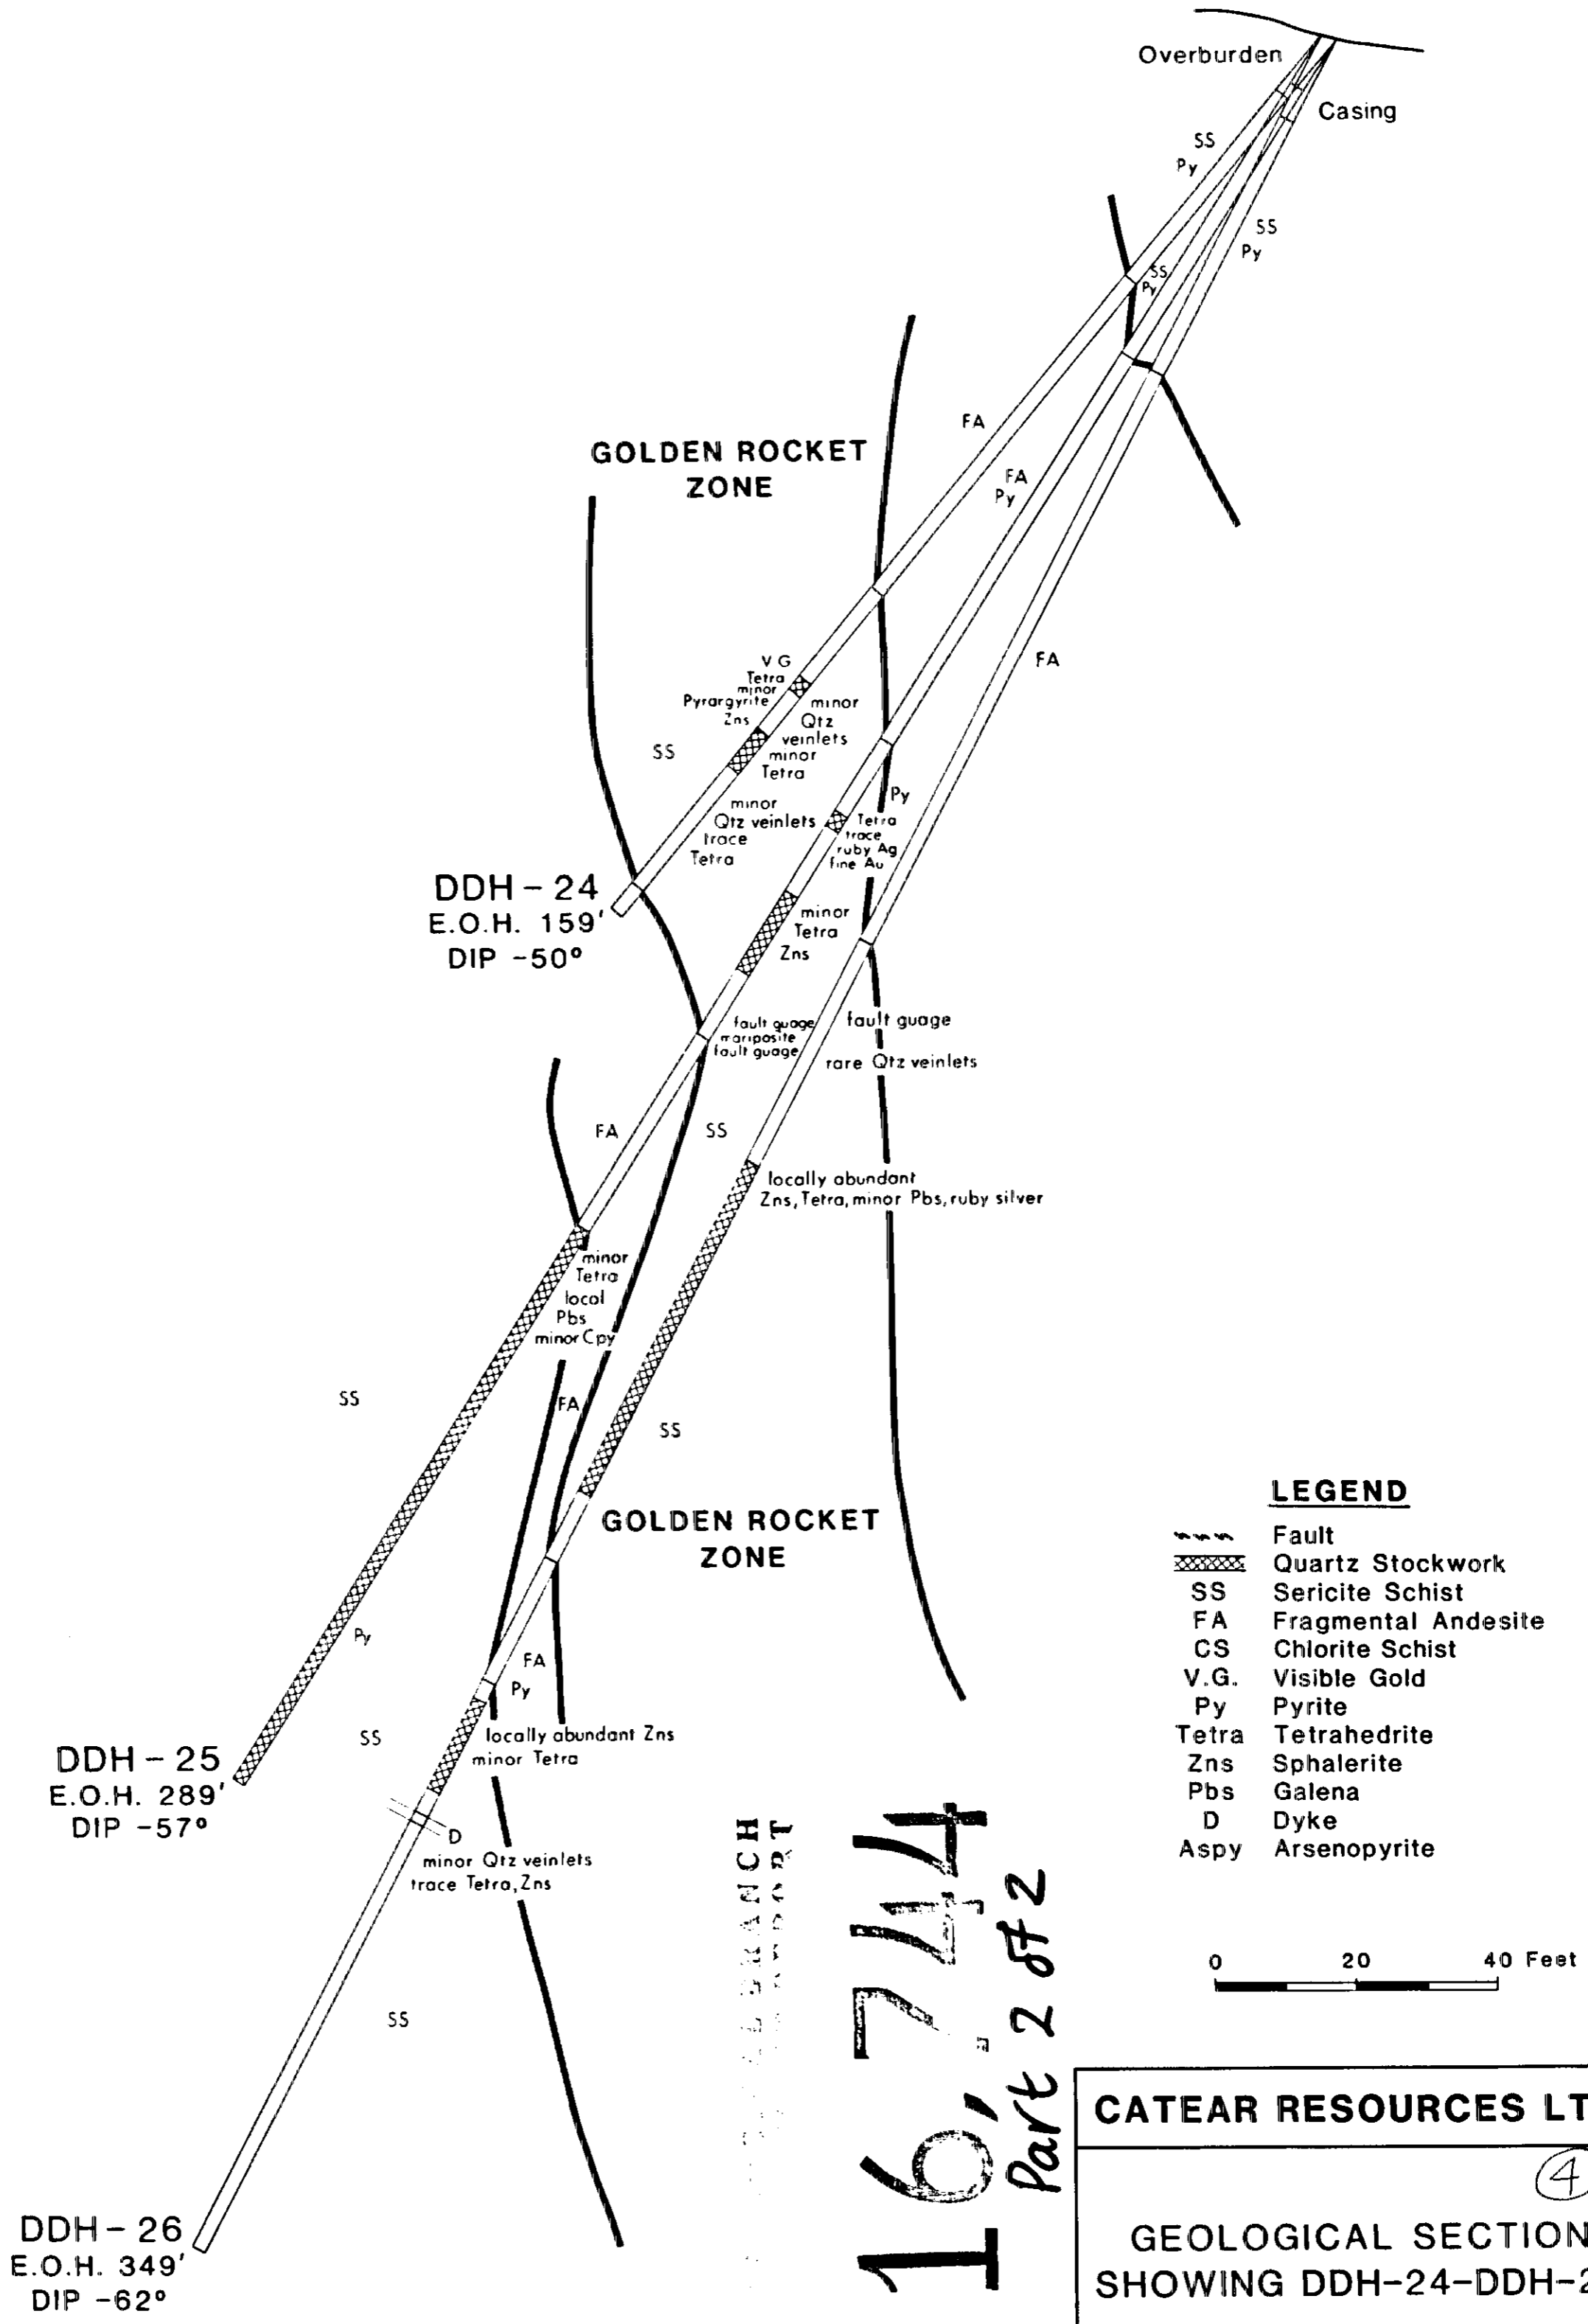 Overburden
Casing
SS
Py
SS
Py
SS
Py
FA
GOLDEN ROCKET
ZONE
FA
Py
FA
V G
Tetra
minor
Pyrargyrite
Zns
minor
Qtz
veinlets
minor
Tetra
SS
Py
minor
Qtz veinlets
trace
Tetra
Tetra
trace
ruby Ag
fine Au
DDH - 24
E.O.H. 159'
DIP -50°
minor
Tetra
Zns
fault guage
mariposite
fault guage
fault guage
rare Qtz veinlets
FA
SS
locally abundant
Zns, Tetra, minor Pbs, ruby silver
minor
Tetra
local
Pbs
minor Cpy
SS
FA
SS
GOLDEN ROCKET
ZONE
Py
FA
Py
SS
locally abundant Zns
minor Tetra
DDH - 25
E.O.H. 289'
DIP -57°
D
minor Qtz veinlets
trace Tetra, Zns
SS
DDH - 26
E.O.H. 349'
DIP -62°
LEGEND
Fault
Quartz Stockwork
SS Sericite Schist
FA Fragmental Andesite
CS Chlorite Schist
V.G. Visible Gold
Py Pyrite
Tetra Tetrahedrite
Zns Sphalerite
Pbs Galena
D Dyke
Aspy Arsenopyrite
0 20 40 Feet
16,744
Part 2 of 2
CATEAR RESOURCES LT
4
GEOLOGICAL SECTION
SHOWING DDH-24-DDH-2